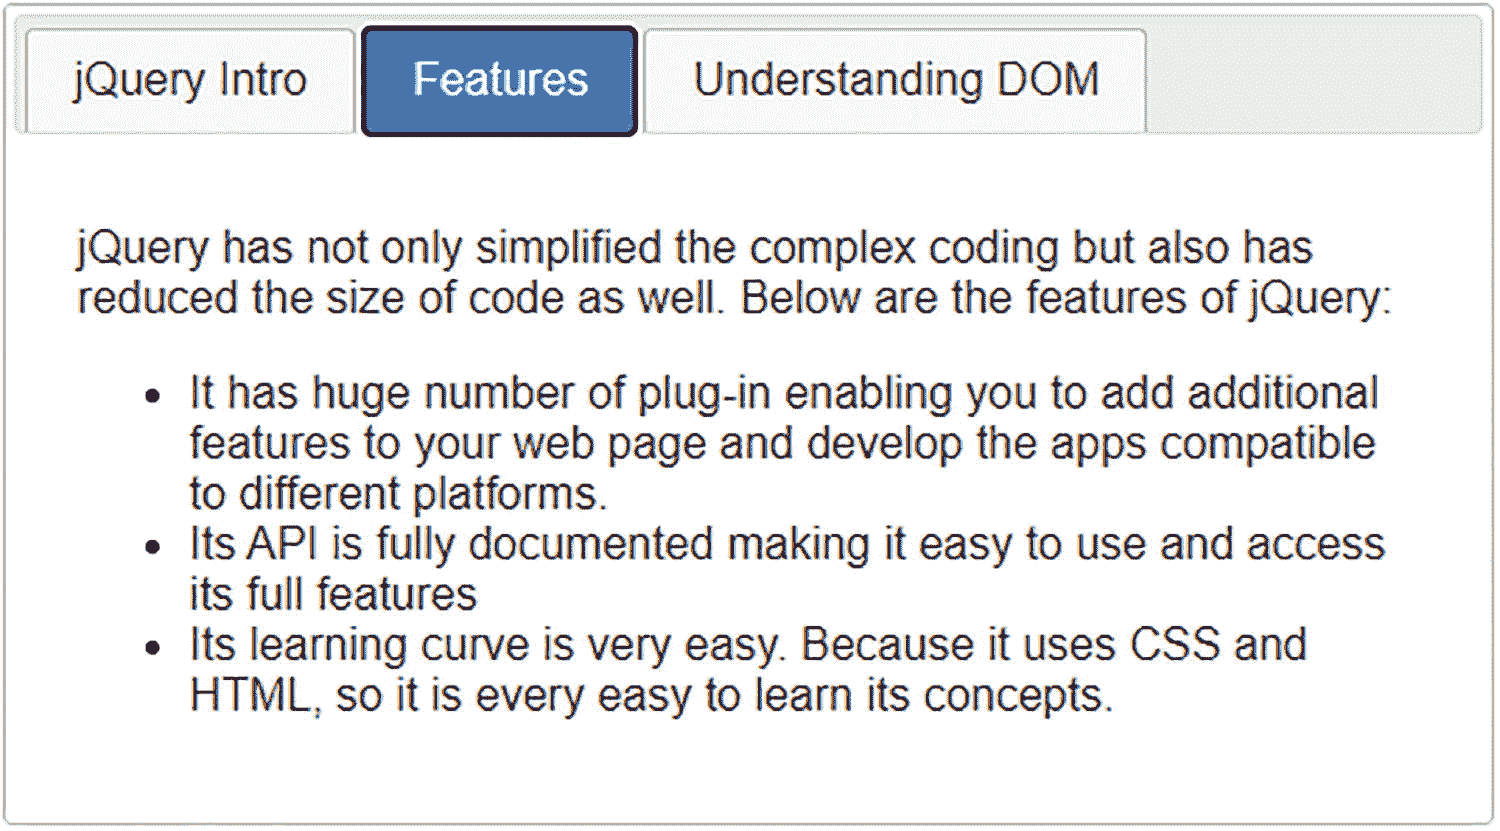 jQuery Intro Features Understanding DOM
jQuery has not only simplified the complex coding but also has
reduced the size of code as well. Below are the features of jQuery:
• It has huge number of plug-in enabling you to add additional
features to your web page and develop the apps compatible
to different platforms.
• Its API is fully documented making it easy to use and access
its full features
• Its learning curve is very easy. Because it uses CSS and
HTML, so it is every easy to learn its concepts.